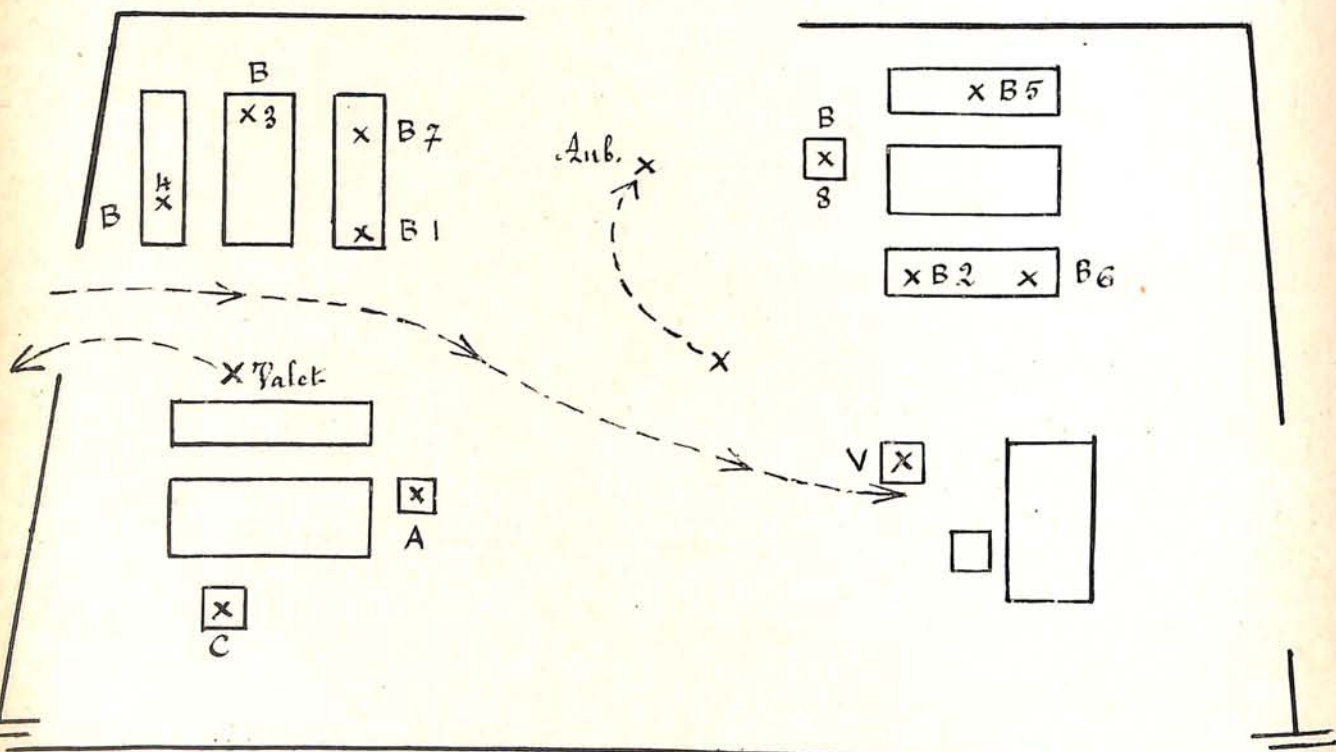 B
× 3
× B 7
4
×
B
× B 1
Aub. ×
B
×
8
× B 5
× B 2
× B 6
×
× Valet
V ×
×
A
×
C